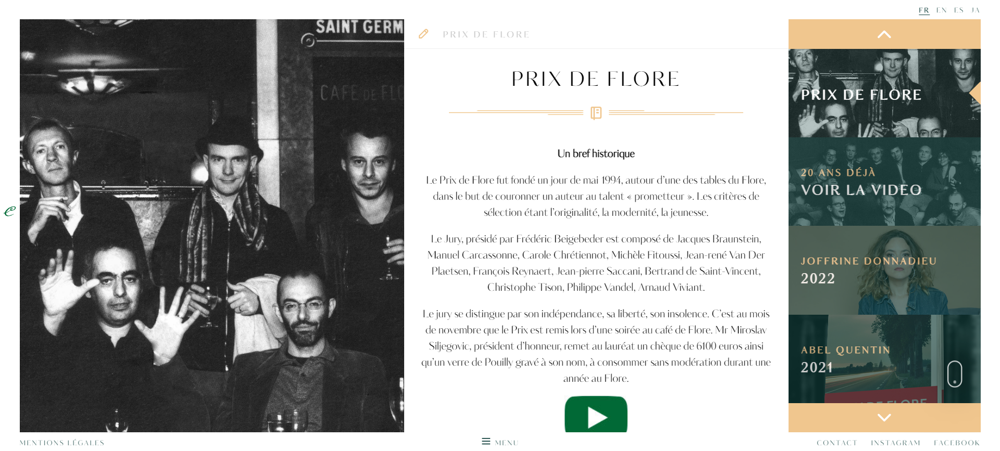 FR EN ES JA
SAINT GERM
CAFE DE FLO
PRIX DE FLORE
PRIX DE FLORE
Un bref historique
Le Prix de Flore fut fondé un jour de mai 1994, autour d’une des tables du Flore,
dans le but de couronner un auteur au talent « prometteur ». Les critères de
sélection étant l’originalité, la modernité, la jeunesse.
Le Jury, présidé par Frédéric Beigebeder est composé de Jacques Braunstein,
Manuel Carcassonne, Carole Chrétiennot, Michèle Fitoussi, Jean-rené Van Der
Plaetsen, François Reynaert, Jean-pierre Saccani, Bertrand de Saint-Vincent,
Christophe Tison, Philippe Vandel, Arnaud Viviant.
Le jury se distingue par son indépendance, sa liberté, son insolence. C’est au mois
de novembre que le Prix est remis lors d’une soirée au café de Flore. Mr Miroslav
Siljegovic, président d’honneur, remet au lauréat un chèque de 6100 euros ainsi
qu’un verre de Pouilly gravé à son nom, à consommer sans modération durant une
année au Flore.
PRIX DE FLORE
20 ANS DÉJÀ
VOIR LA VIDEO
JOFFRINE DONNADIEU
2022
ABEL QUENTIN
2021
DE FLORE
MENTIONS LÉGALES
MENU
CONTACT INSTAGRAM FACEBOOK